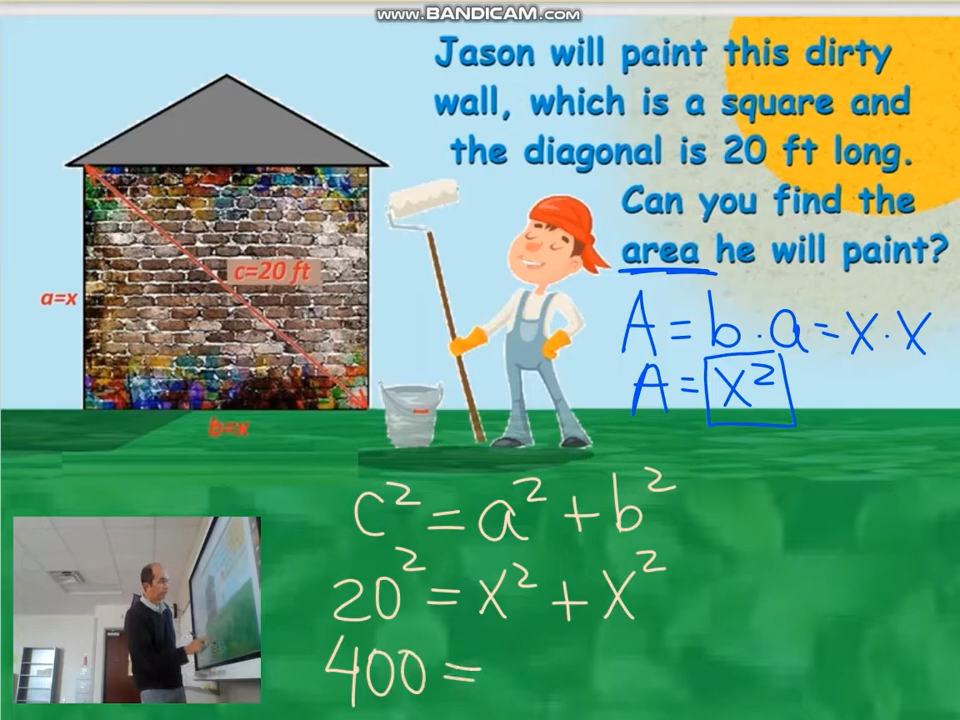 www.BANDICAM.com
Jason will paint this dirty
wall, which is a square and
the diagonal is 20 ft long.
Can you find the
area he will paint?
c=20 ft
a=x
b=x
A = b · a = x · x
A = x²
c² = a² + b²
20² = x² + x²
400 =